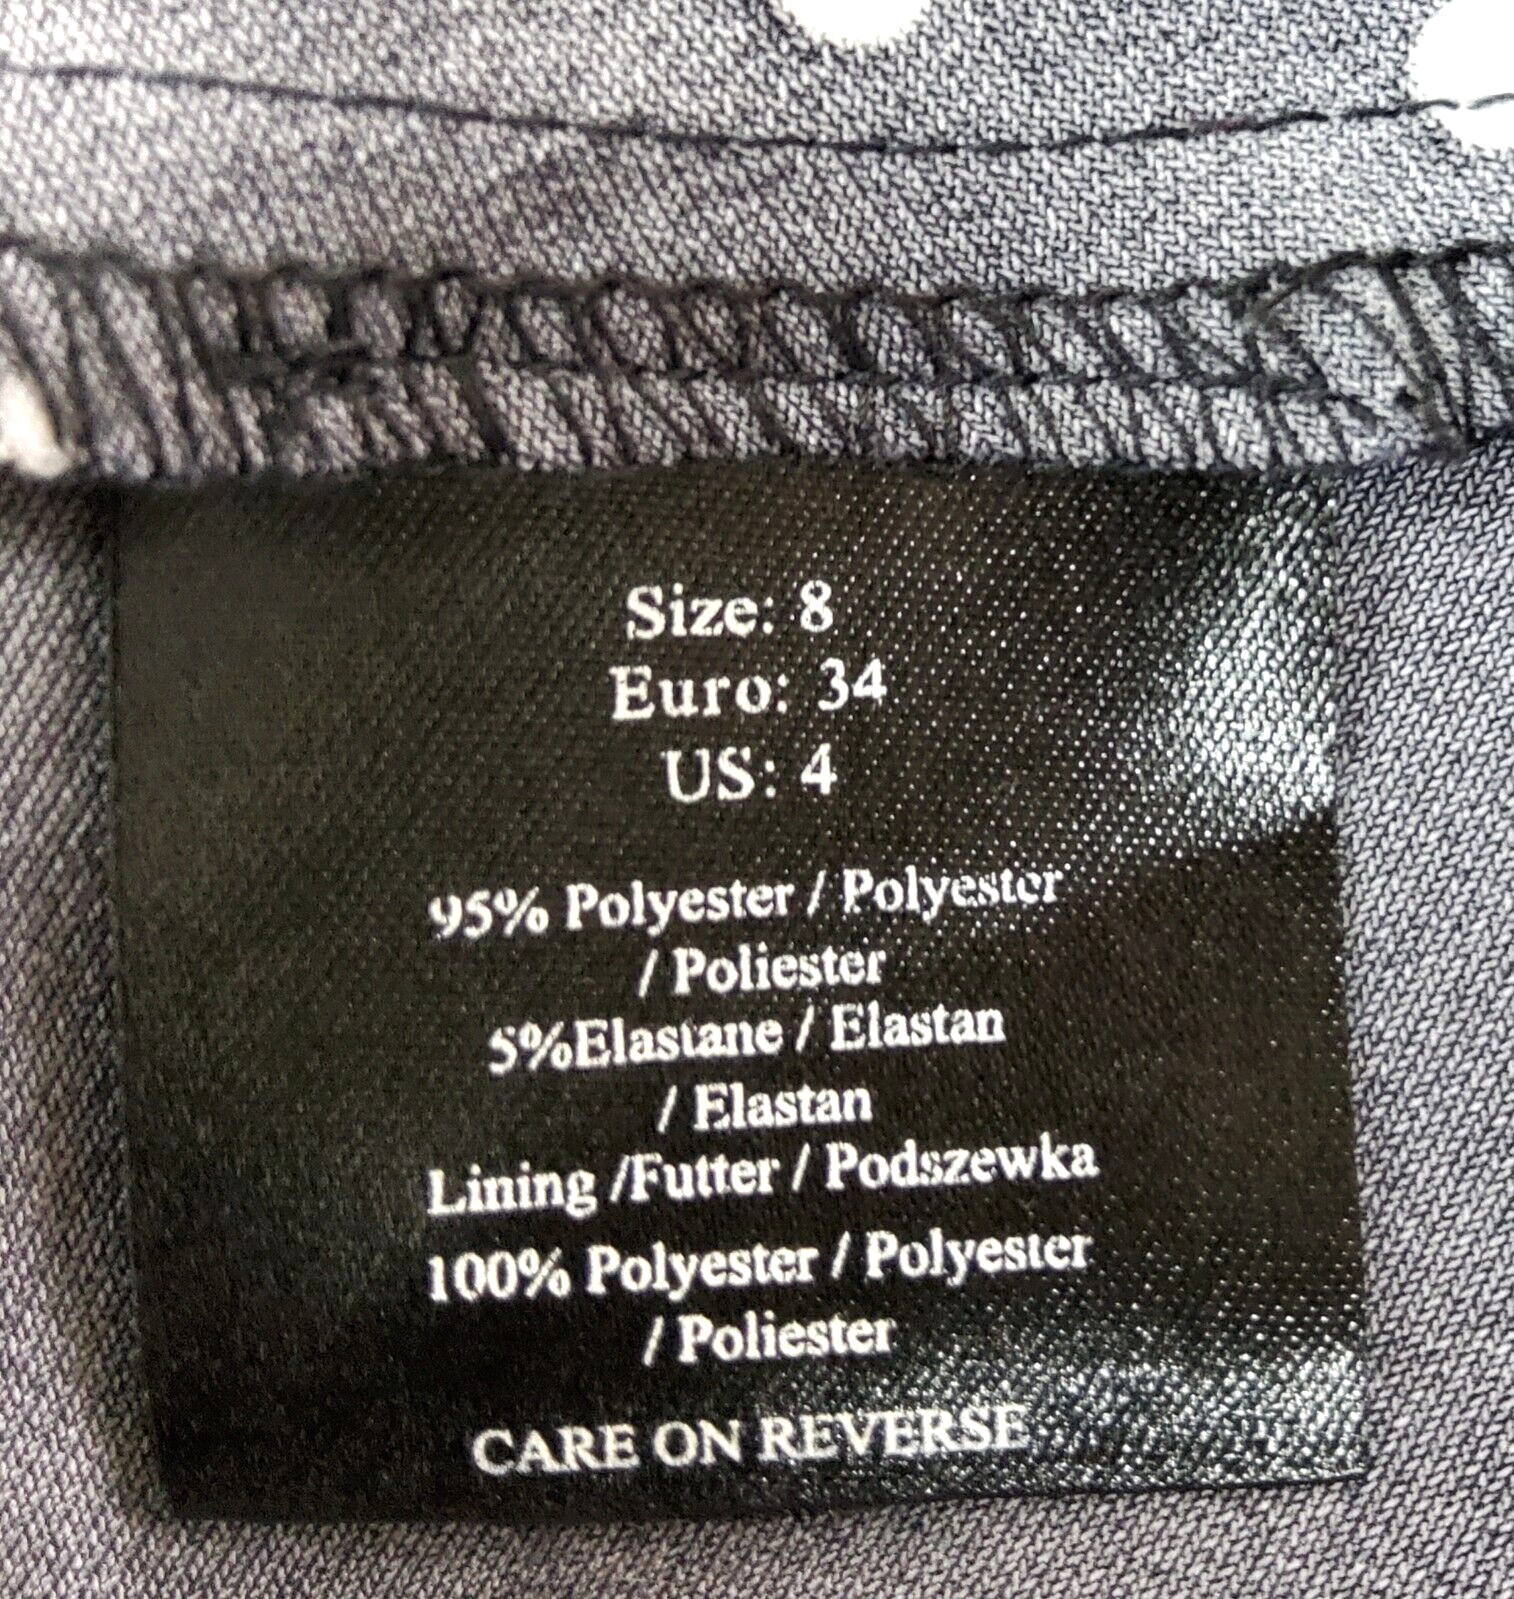 Size: 8
Euro: 34
US: 4
95% Polyester / Polyester
/ Poliester
5%Elastane / Elastan
/ Elastan
Lining /Futter / Podszewka
100% Polyester / Polyester
/ Poliester
CARE ON REVERSE